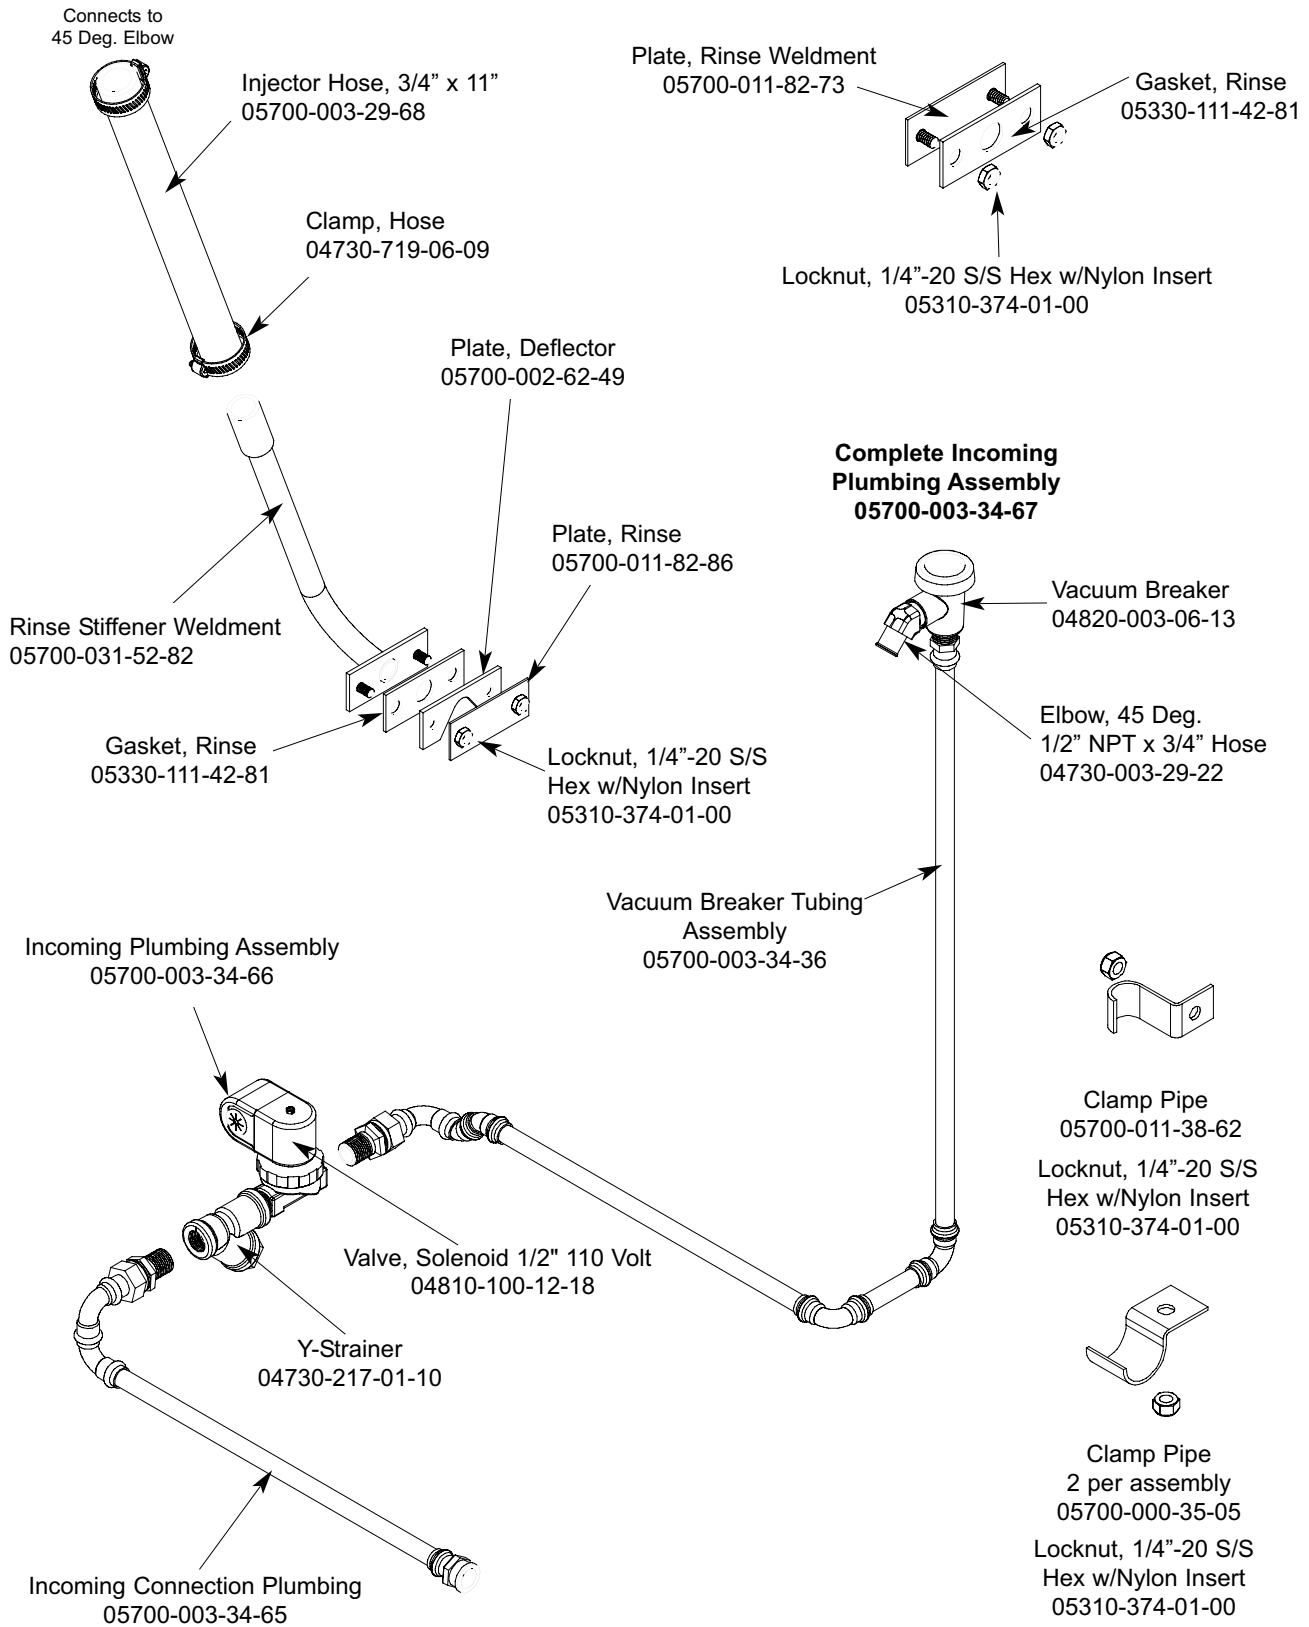 Connects to
45 Deg. Elbow
Injector Hose, 3/4” x 11”
05700-003-29-68
Plate, Rinse Weldment
05700-011-82-73
Gasket, Rinse
05330-111-42-81
Clamp, Hose
04730-719-06-09
Locknut, 1/4”-20 S/S Hex w/Nylon Insert
05310-374-01-00
Plate, Deflector
05700-002-62-49
Complete Incoming
Plumbing Assembly
05700-003-34-67
Plate, Rinse
05700-011-82-86
Vacuum Breaker
04820-003-06-13
Rinse Stiffener Weldment
05700-031-52-82
Elbow, 45 Deg.
1/2” NPT x 3/4” Hose
04730-003-29-22
Gasket, Rinse
05330-111-42-81
Locknut, 1/4”-20 S/S
Hex w/Nylon Insert
05310-374-01-00
Vacuum Breaker Tubing
Assembly
05700-003-34-36
Incoming Plumbing Assembly
05700-003-34-66
Clamp Pipe
05700-011-38-62
Locknut, 1/4”-20 S/S
Hex w/Nylon Insert
05310-374-01-00
Valve, Solenoid 1/2" 110 Volt
04810-100-12-18
Y-Strainer
04730-217-01-10
Clamp Pipe
2 per assembly
05700-000-35-05
Locknut, 1/4”-20 S/S
Hex w/Nylon Insert
05310-374-01-00
Incoming Connection Plumbing
05700-003-34-65